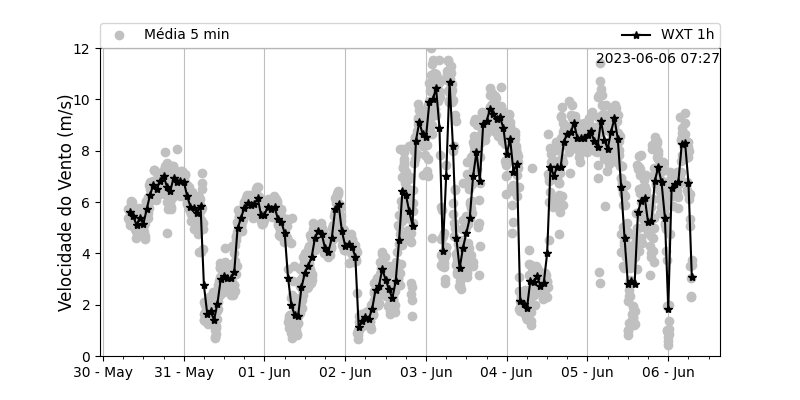 Média 5 min
WXT 1h
2023-06-06 07:27
Velocidade do Vento (m/s)
12
10
8
6
4
2
0
30 - May
31 - May
01 - Jun
02 - Jun
03 - Jun
04 - Jun
05 - Jun
06 - Jun